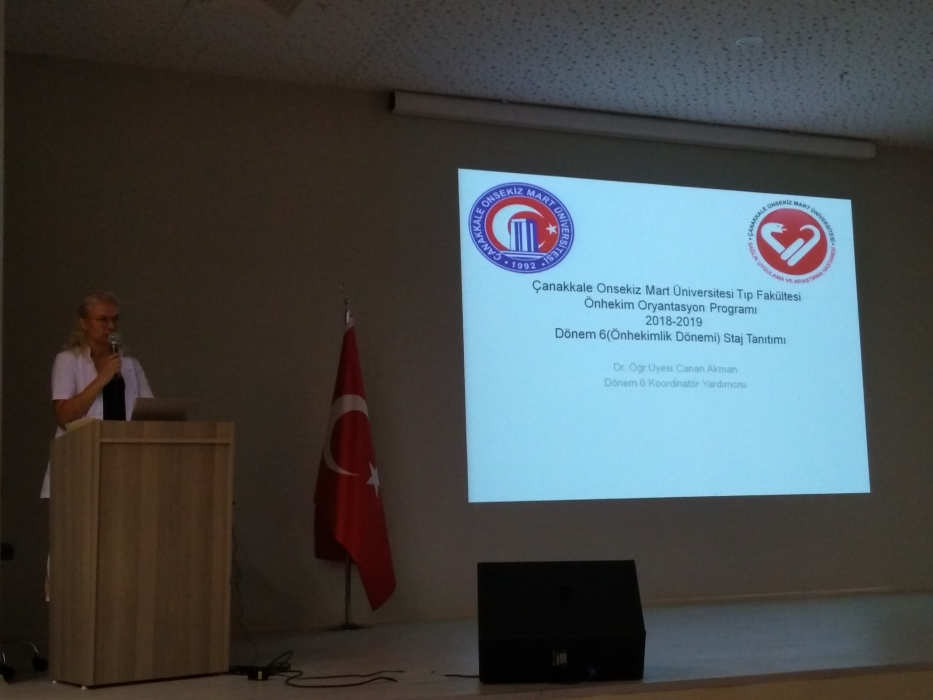 ÇANAKKALE ONSEKİZ MART ÜNİVERSİTESİ
• 1992 •
ÇANAKKALE ONSEKİZ MART ÜNİVERSİTESİ
SAĞLIK UYGULAMA VE ARAŞTIRMA HASTANESİ
Çanakkale Onsekiz Mart Üniversitesi Tıp Fakültesi
Önhekim Oryantasyon Programı
2018-2019
Dönem 6(Önhekimlik Dönemi) Staj Tanıtımı
Dr. Öğr Üyesi Canan Akman
Dönem 6 Koordinatör Yardımcısı